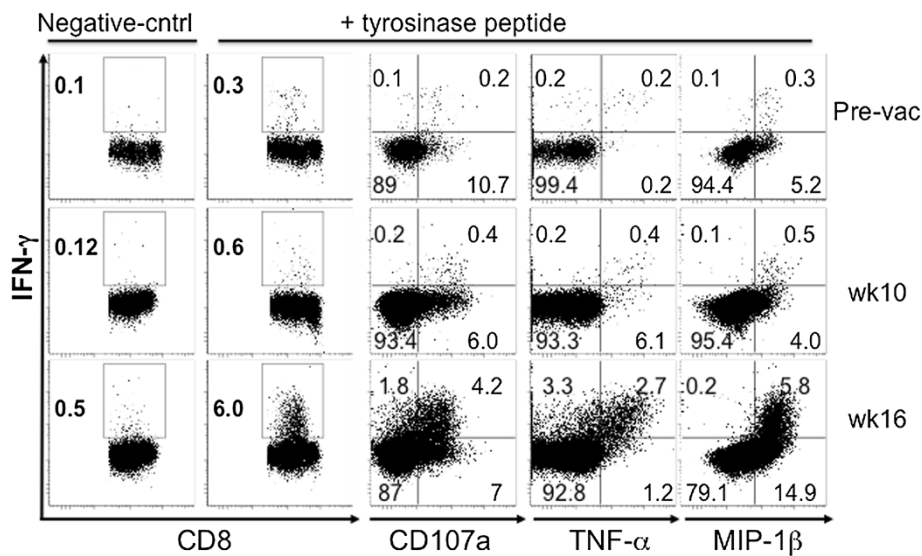 Negative-cntrl + tyrosinase peptide
0.1 0.3 0.1 0.2 0.2 0.2 0.1 0.3
Pre-vac
89 10.7 99.4 0.2 94.4 5.2
0.12 0.6 0.2 0.4 0.2 0.4 0.1 0.5
wk10
93.4 6.0 93.3 6.1 95.4 4.0
0.5 6.0 1.8 4.2 3.3 2.7 0.2 5.8
wk16
87 7 92.8 1.2 79.1 14.9
IFN-γ
CD8 CD107a TNF-α MIP-1β